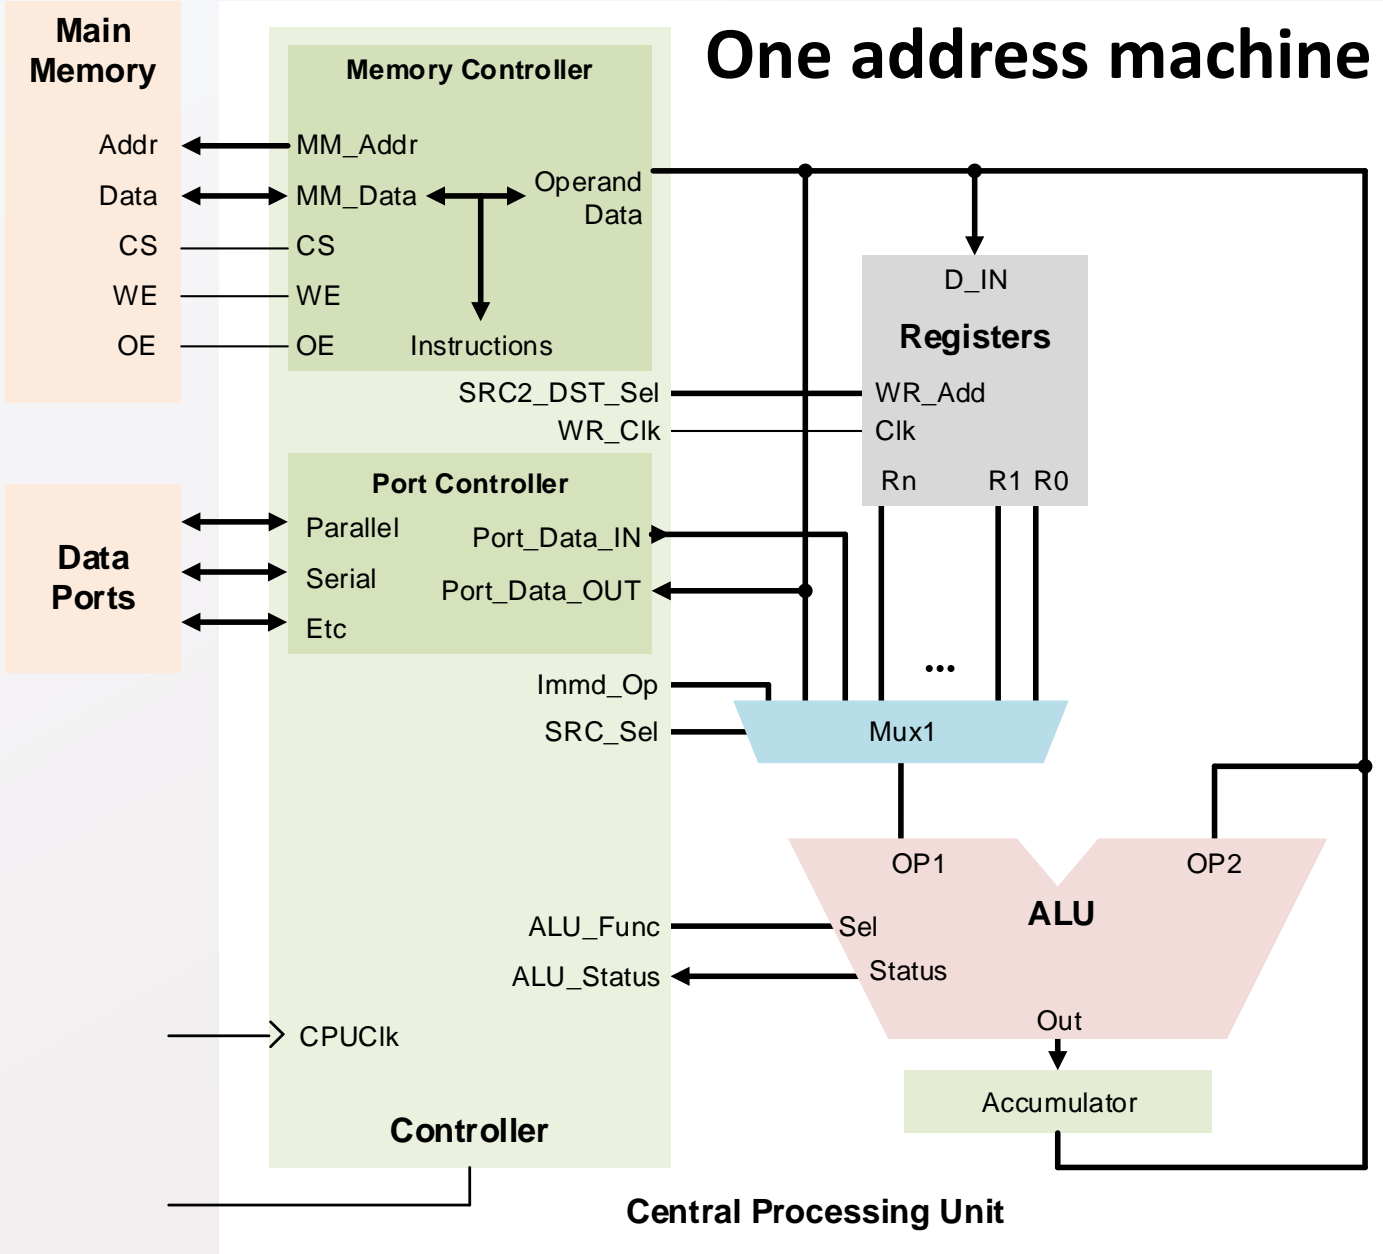 One address machine
Main
Memory
Addr
Data
CS
WE
OE
Memory Controller
MM_Addr
MM_Data
CS
WE
OE
Operand
Data
Instructions
SRC2_DST_Sel
WR_Clk
D_IN
Registers
WR_Add
Clk
Rn R1 R0
Data
Ports
Port Controller
Parallel
Serial
Etc
Port_Data_IN
Port_Data_OUT
...
Immd_Op
SRC_Sel
Mux1
OP1 OP2
ALU
ALU_Func
ALU_Status
Sel
Status
Out
CPUClk
Accumulator
Controller
Central Processing Unit